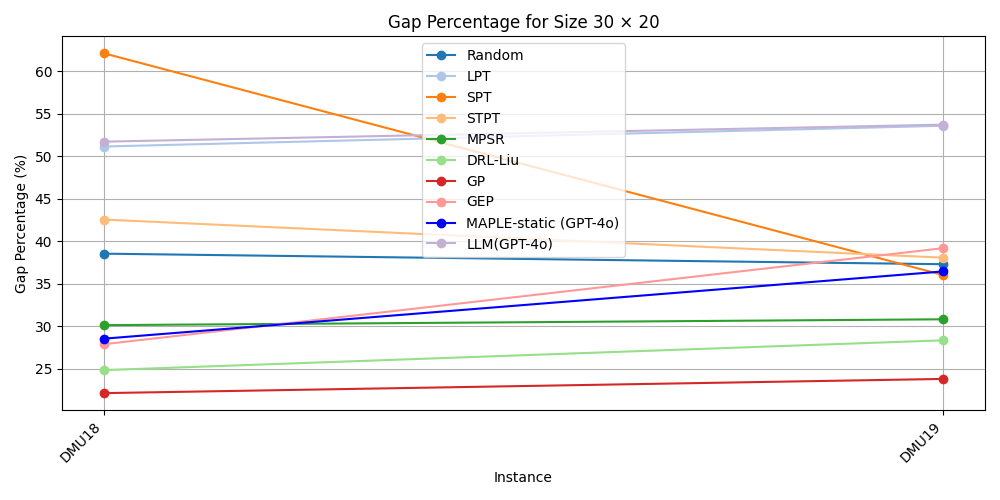 Gap Percentage for Size 30 × 20
Gap Percentage (%)
60
55
50
45
40
35
30
25
Random
LPT
SPT
STPT
MPSR
DRL-Liu
GP
GEP
MAPLE-static (GPT-4o)
LLM(GPT-4o)
DMU18
DMU19
Instance